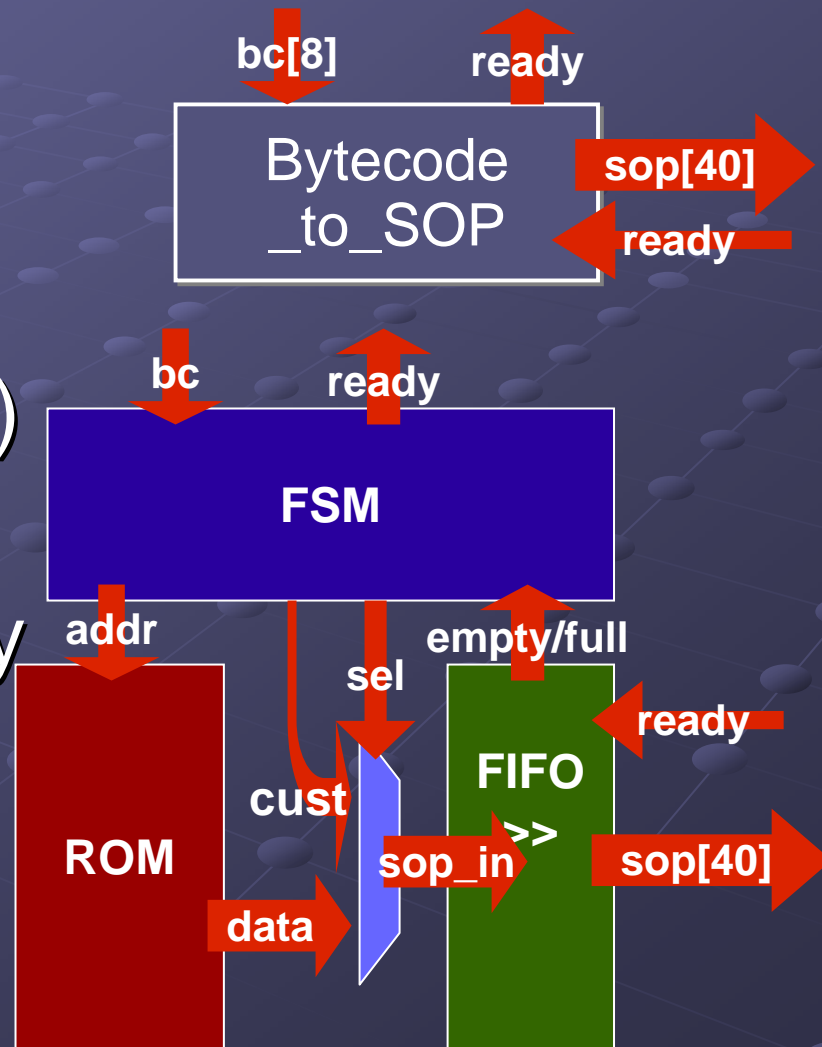 bc[8]
ready
Bytecode
_to_SOP
sop[40]
ready
)
bc
ready
FSM
y
addr
empty/full
sel
ready
FIFO
>>
cust
ROM
sop_in
sop[40]
data